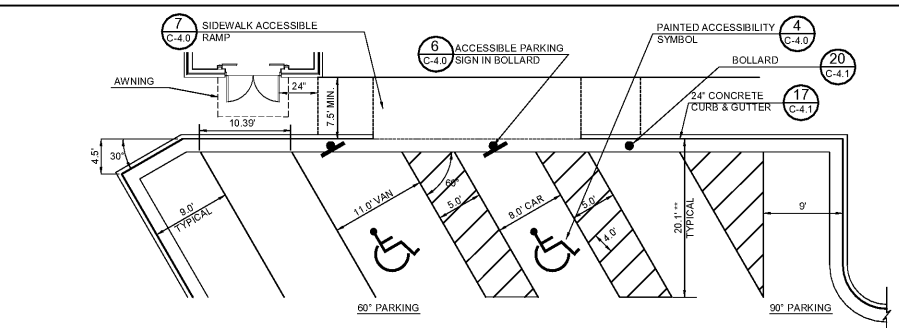 7
C-4.0
SIDEWALK ACCESSIBLE
RAMP
6
C-4.0
ACCESSIBLE PARKING
SIGN IN BOLLARD
PAINTED ACCESSIBILITY
SYMBOL
4
C-4.0
BOLLARD
20
C-4.1
24" CONCRETE
CURB & GUTTER
17
C-4.1
AWNING
24"
7.5' MIN.
10.39'
4.5'
30°
9.0'
TYPICAL
11.0' VAN
60°
5.0'
8.0' CAR
5.0'
4.0'
20.1' **
TYPICAL
9'
60° PARKING
90° PARKING